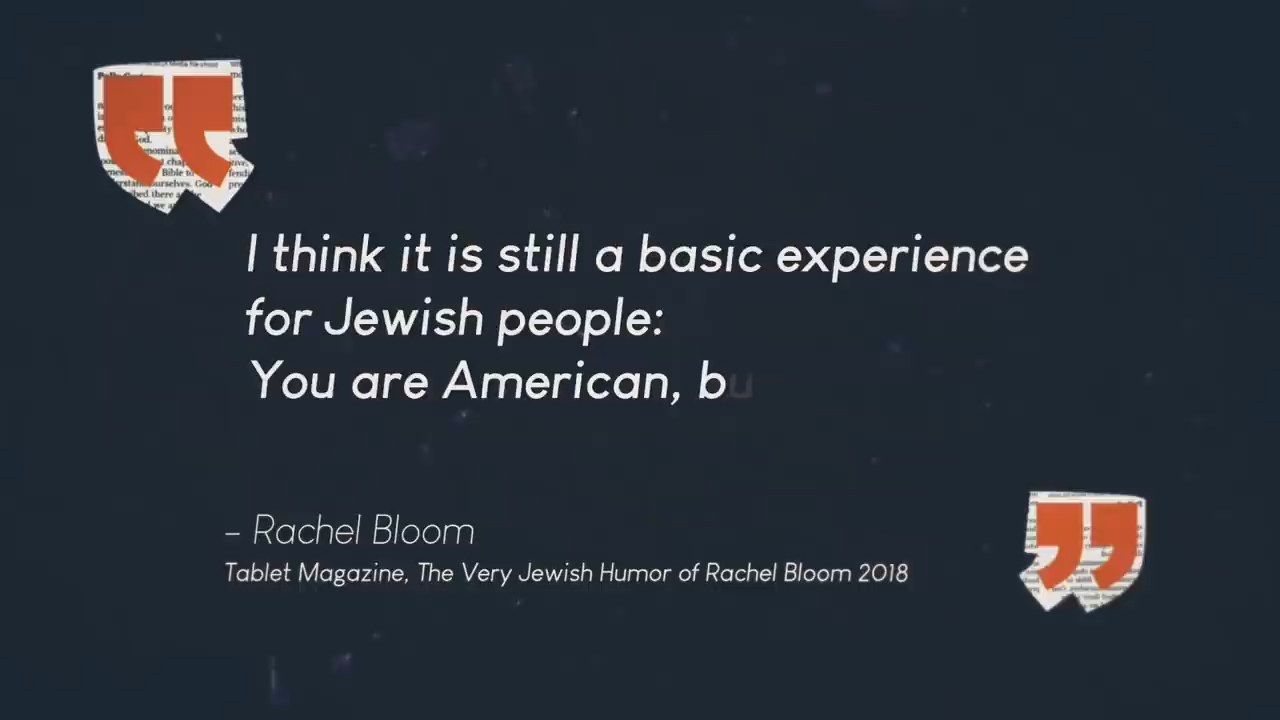 I think it is still a basic experience
for Jewish people:
You are American, bu
– Rachel Bloom
Tablet Magazine, The Very Jewish Humor of Rachel Bloom 2018